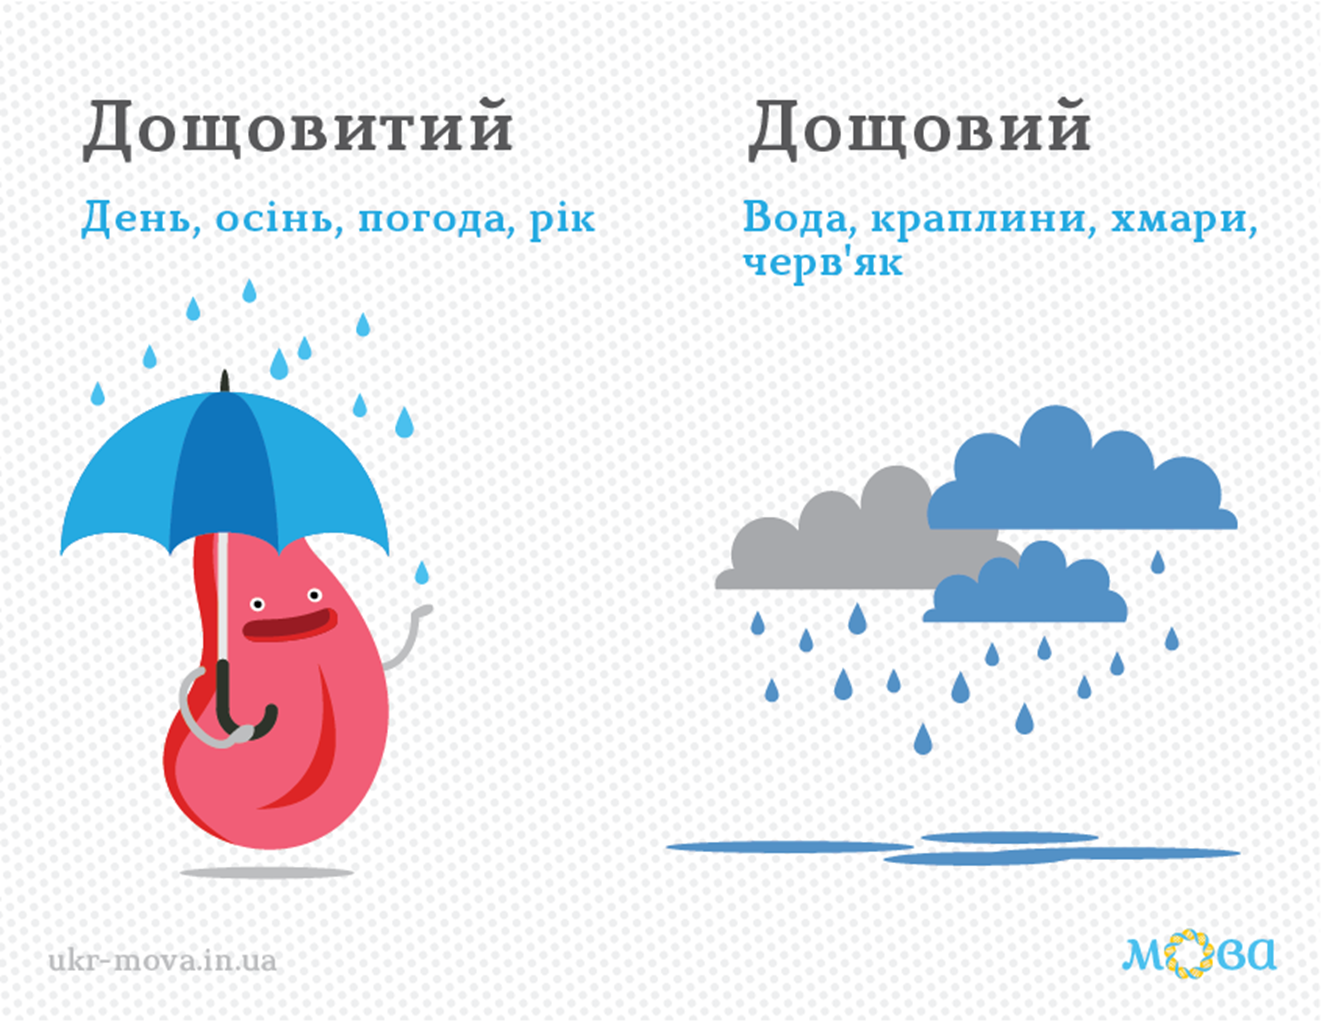 Дощовитий
День, осінь, погода, рік
Дощовий
Вода, краплини, хмари,
черв'як
ukr-mova.in.ua
мова